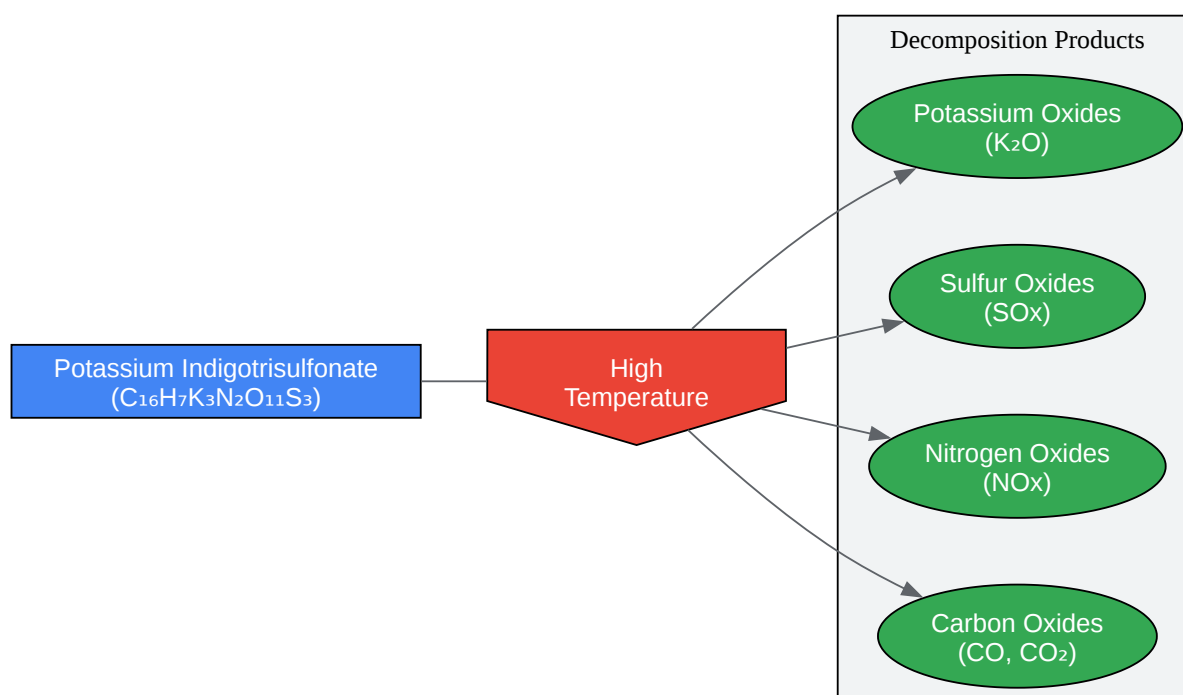 Decomposition Products
Potassium Oxides
(K₂O)
Sulfur Oxides
(SOx)
Potassium Indigotrisulfonate
(C₁₆H₇K₃N₂O₁₁S₃)
High
Temperature
Nitrogen Oxides
(NOx)
Carbon Oxides
(CO, CO₂)